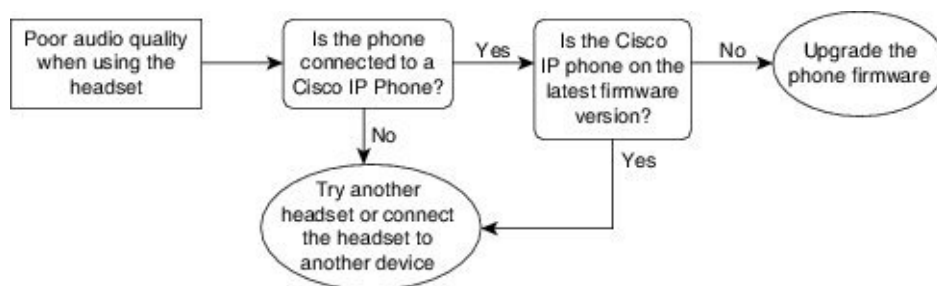 Poor audio quality
when using the
headset
Is the phone
connected to a
Cisco IP Phone?
Yes
Is the Cisco
IP phone on the
latest firmware
version?
No
Upgrade the
phone firmware
No
Yes
Try another
headset or connect
the headset to
another device